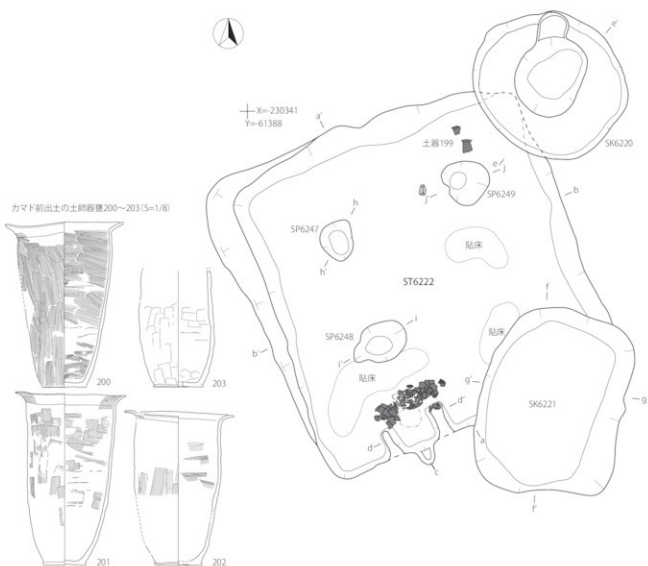 e'
X=-230341
Y=-61388
a'
土器199
SK6220
e
j
j'
SP6249
b
カマド前出土の土師器甕200〜203(S=1/8)
h
SP6247
h'
貼床
ST6222
f
SP6248
i
i'
b'
貼床
貼床
g'
g
200
203
c'
d'
SK6221
d
a
c
f'
201
202